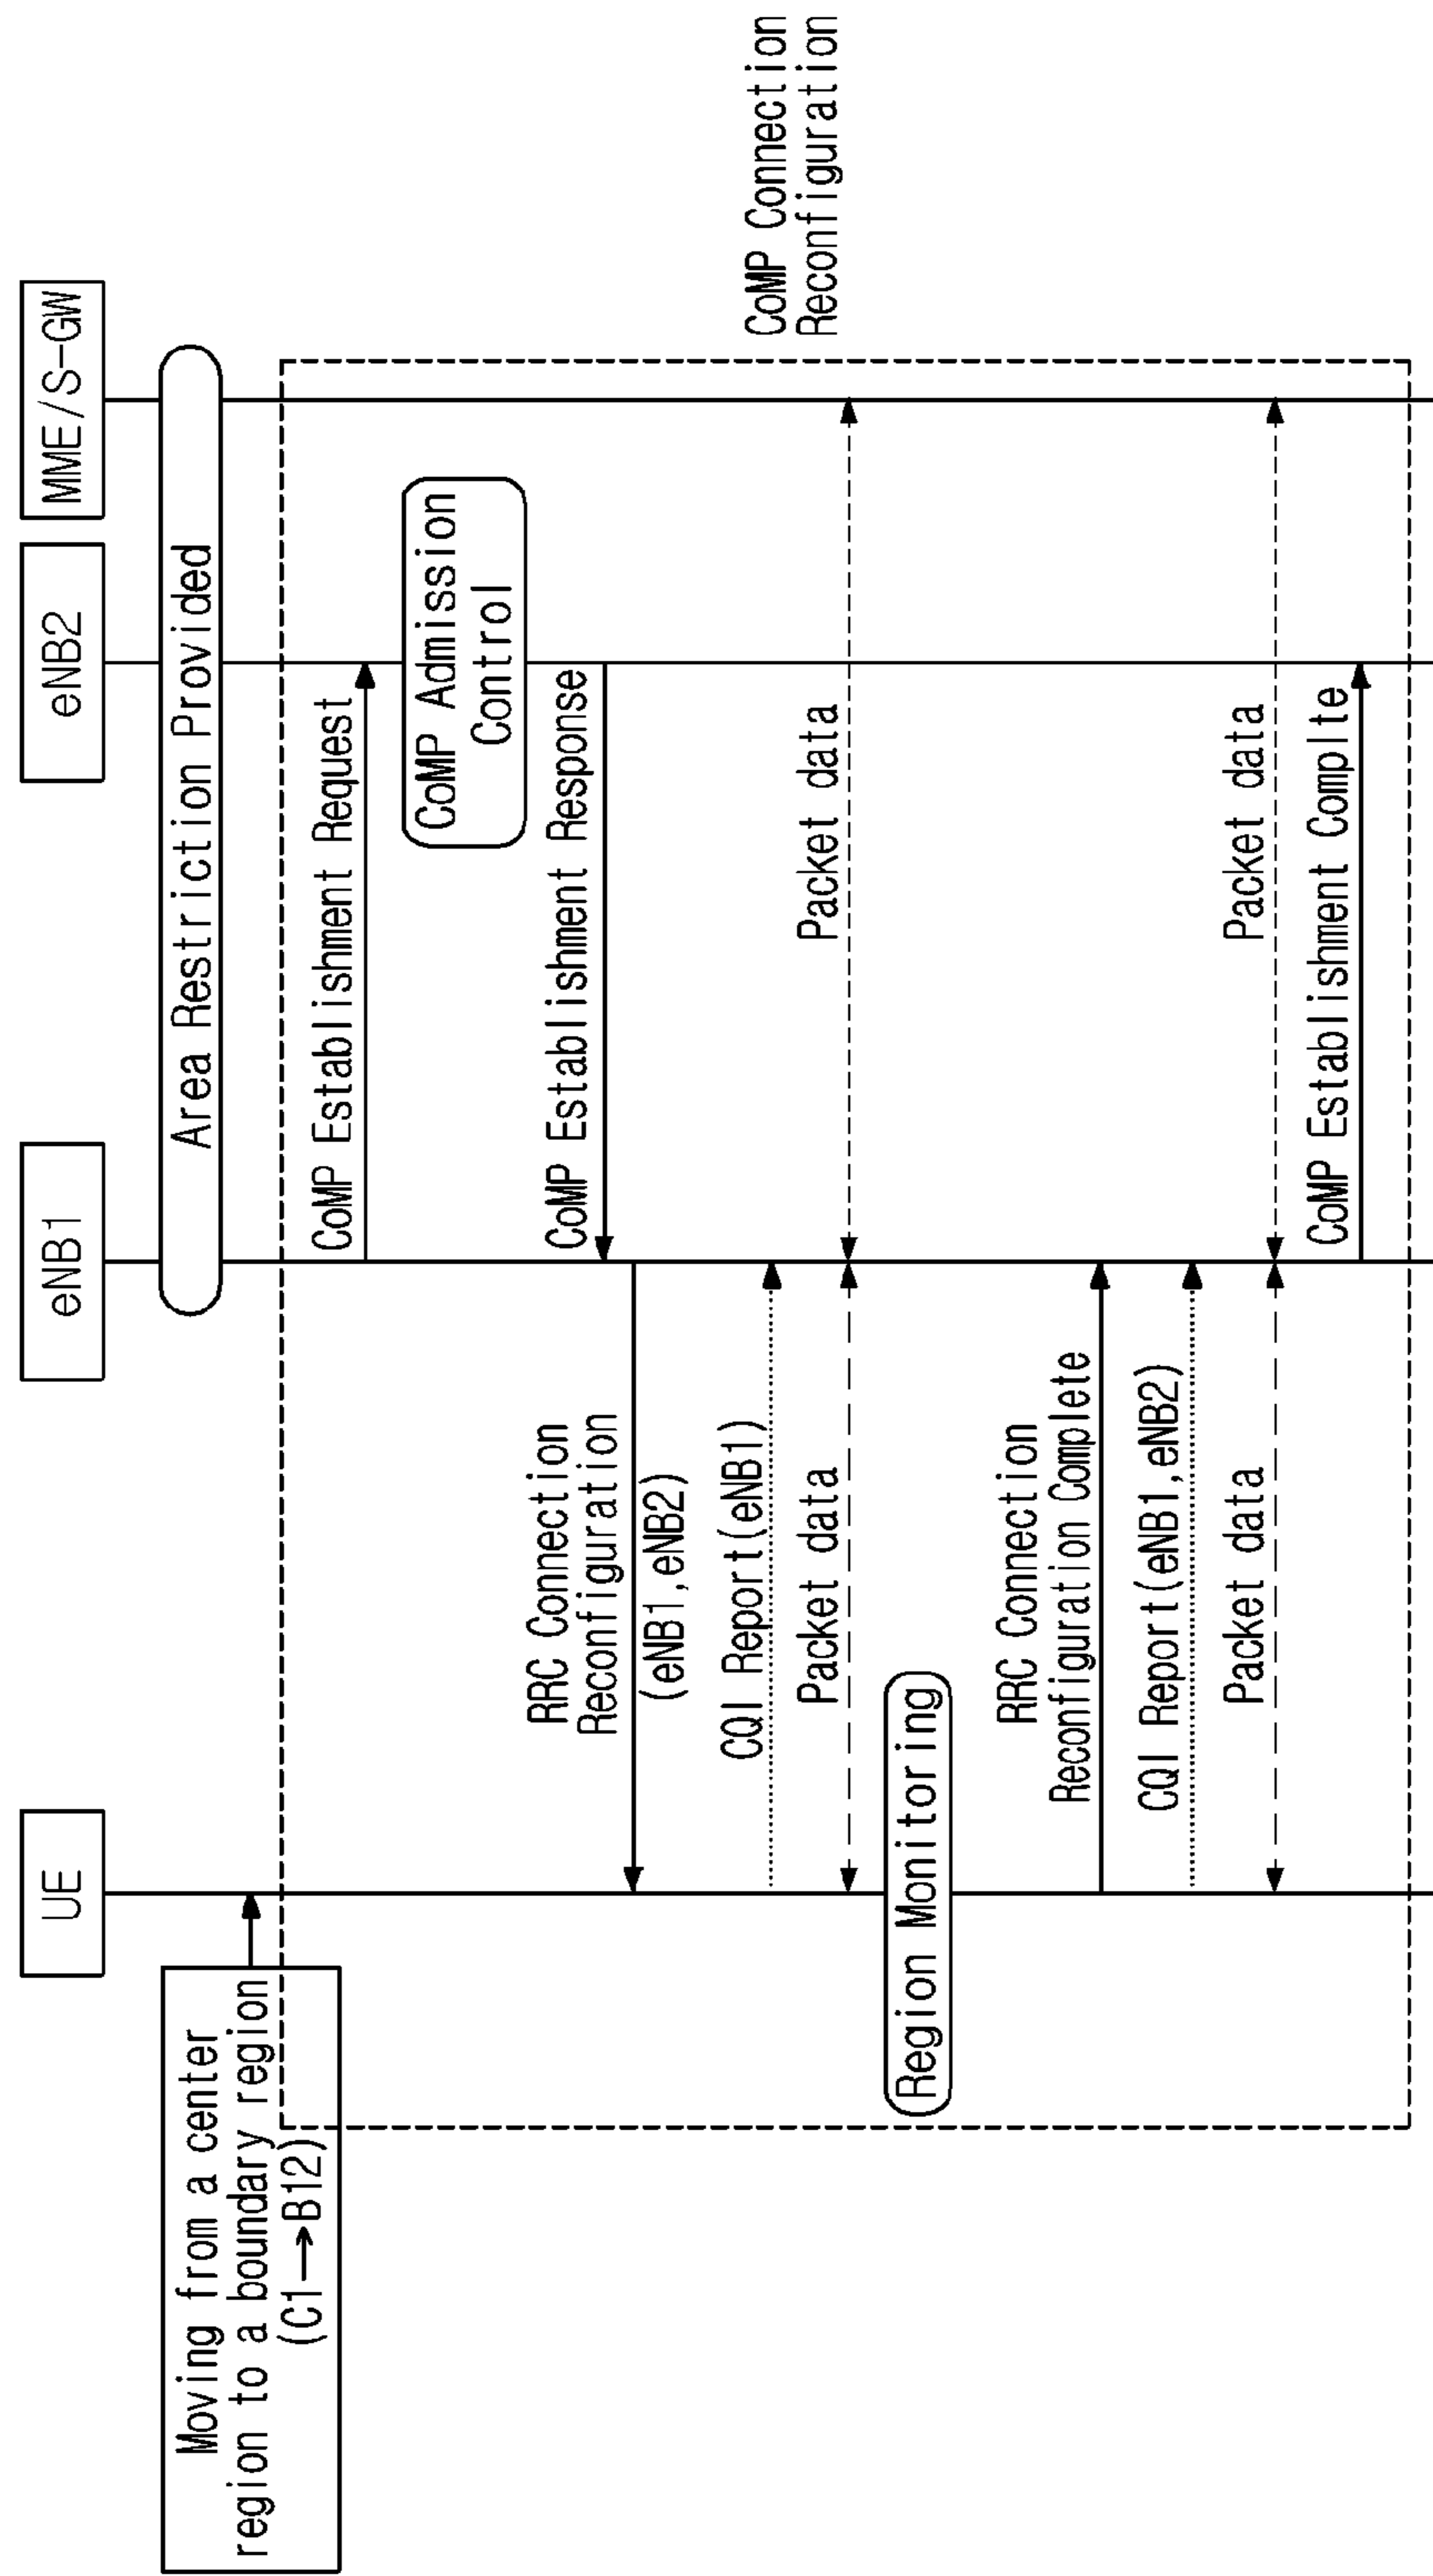 UE
eNB1
eNB2
MME/S-GW
Area Restriction Provided
Moving from a center
region to a boundary region
(C1→B12)
CoMP Establishment Request
CoMP Admission
Control
CoMP Establishment Response
RRC Connection
Reconfiguration
(eNB1,eNB2)
CQI Report(eNB1)
Packet data
Packet data
CoMP Connection
Reconfiguration
Region Monitoring
RRC Connection
Reconfiguration Complete
CQI Report(eNB1,eNB2)
Packet data
Packet data
CoMP Establishment Complte